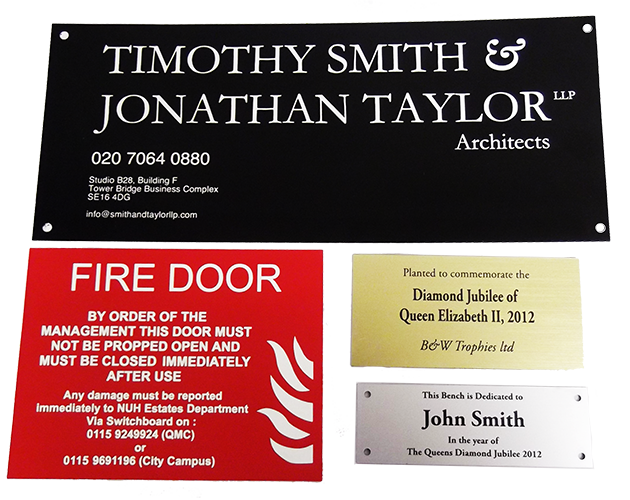 TIMOTHY SMITH &
JONATHAN TAYLOR LLP
Architects
020 7064 0880
Studio B28, Building F
Tower Bridge Business Complex
SE16 4DG
info@smithandtaylorllp.com
FIRE DOOR
BY ORDER OF THE
MANAGEMENT THIS DOOR MUST
NOT BE PROPPED OPEN AND
MUST BE CLOSED IMMEDIATELY
AFTER USE
Any damage must be reported
Immediately to NUH Estates Department
Via Switchboard on :
0115 9249924 (QMC)
or
0115 9691196 (City Campus)
Planted to commemorate the
Diamond Jubilee of
Queen Elizabeth II, 2012
B&W Trophies ltd
This Bench is Dedicated to
John Smith
In the year of
The Queens Diamond Jubilee 2012